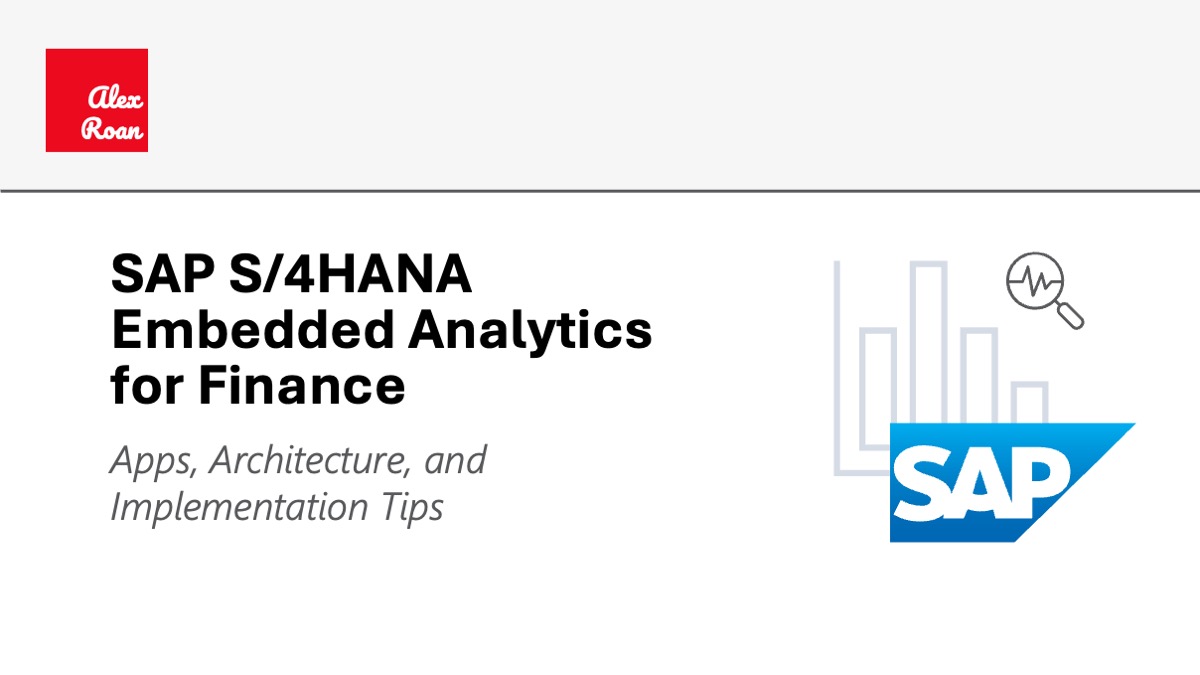 Alex
Roan
SAP S/4HANA
Embedded Analytics
for Finance
Apps, Architecture, and
Implementation Tips
SAP